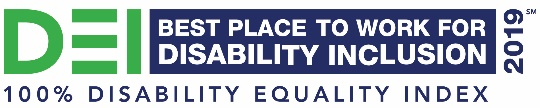 DEI
BEST PLACE TO WORK FOR
DISABILITY INCLUSION
2019 SM
100% DISABILITY EQUALITY INDEX